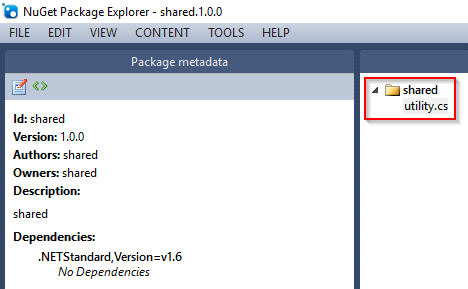 NuGet Package Explorer - shared.1.0.0
FILE EDIT VIEW CONTENT TOOLS HELP
Package metadata
Id: shared
Version: 1.0.0
Authors: shared
Owners: shared
Description:
shared
Dependencies:
.NETStandard,Version=v1.6
No Dependencies
shared
utility.cs